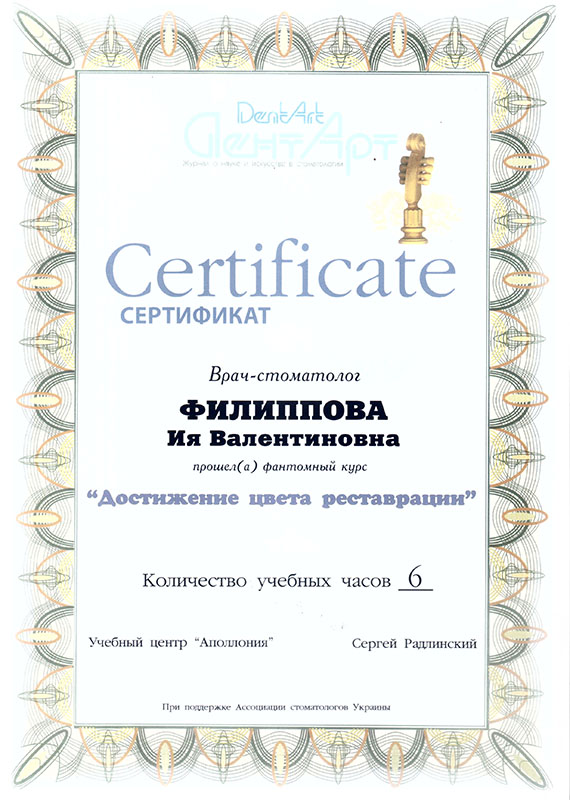 DentArt
ДентАрт
Журнал о науке и искусстве в стоматологии
Certificate
СЕРТИФИКАТ
Врач-стоматолог
ФИЛИППОВА
Ия Валентиновна
прошел(а) фантомный курс
“Достижение цвета реставрации”
Количество учебных часов 6
Учебный центр “Аполлония” Сергей Радлинский
При поддержке Ассоциации стоматологов Украины